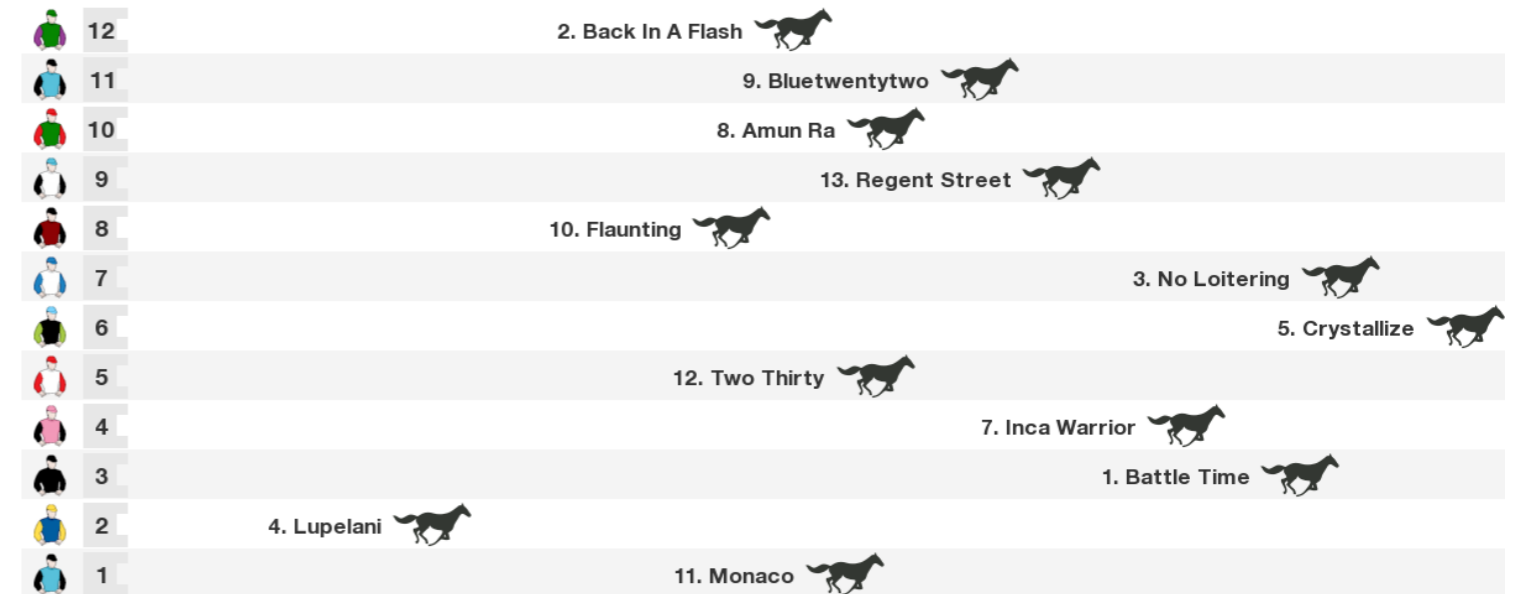 12 2. Back In A Flash
11 9. Bluetwentytwo
10 8. Amun Ra
9 13. Regent Street
8 10. Flaunting
7 3. No Loitering
6 5. Crystallize
5 12. Two Thirty
4 7. Inca Warrior
3 1. Battle Time
2 4. Lupelani
1 11. Monaco